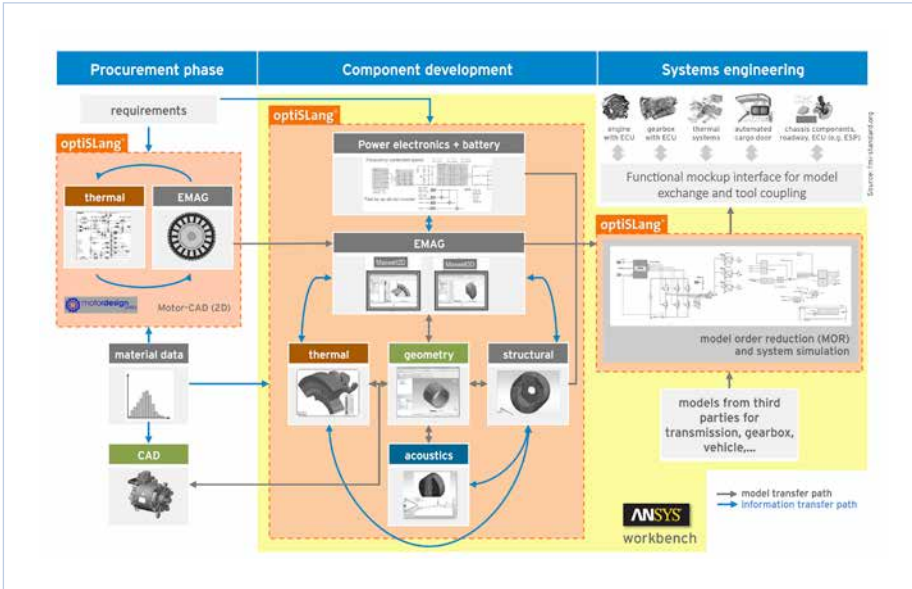 Procurement phase
Component development
Systems engineering
requirements
optiSLang
thermal
EMAG
motordesign
Motor-CAD (2D)
material data
CAD
optiSLang
Power electronics + battery
EMAG
Maxwell2D
Maxwell3D
thermal
geometry
structural
acoustics
engine
with ECU
gearbox
with ECU
thermal
systems
automated
cargo door
chassis components,
roadway, ECU (e.g. ESP)
Source: fmi-standard.org
Functional mockup interface for model
exchange and tool coupling
optiSLang
model order reduction (MOR)
and system simulation
models from third
parties for
transmission, gearbox,
vehicle,...
model transfer path
information transfer path
ANSYS
workbench